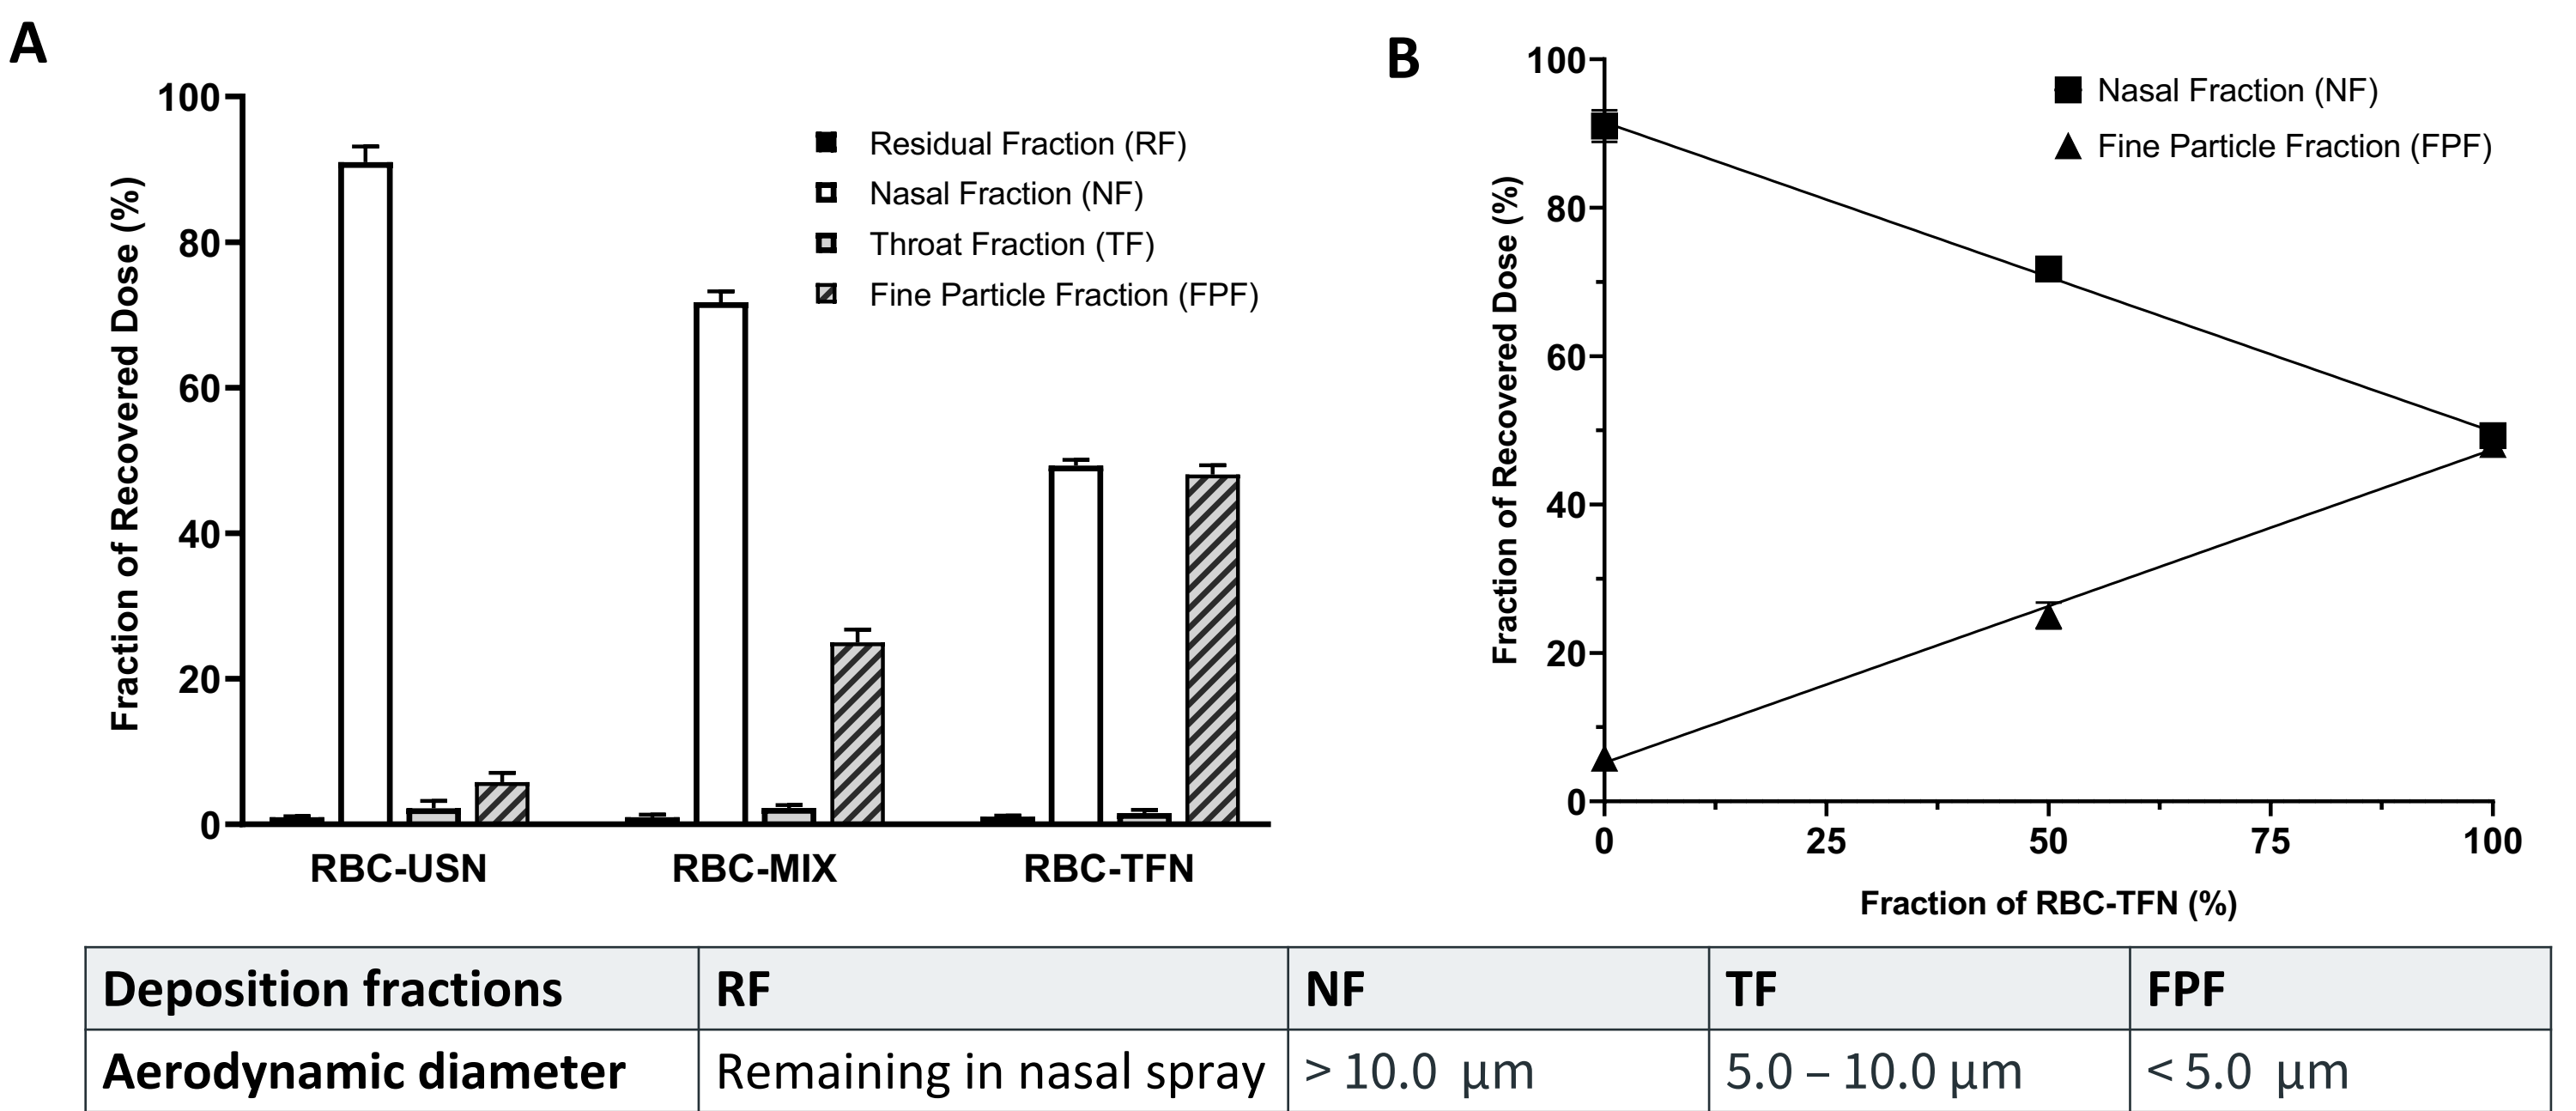 A
Fraction of Recovered Dose (%)
100
80
60
40
20
0
Residual Fraction (RF)
Nasal Fraction (NF)
Throat Fraction (TF)
Fine Particle Fraction (FPF)
RBC-USN RBC-MIX RBC-TFN
B
Fraction of Recovered Dose (%)
100
80
60
40
20
0
Nasal Fraction (NF)
Fine Particle Fraction (FPF)
0 25 50 75 100
Fraction of RBC-TFN (%)
Deposition fractions RF NF TF FPF
Aerodynamic diameter Remaining in nasal spray > 10.0 μm 5.0 – 10.0 μm < 5.0 μm